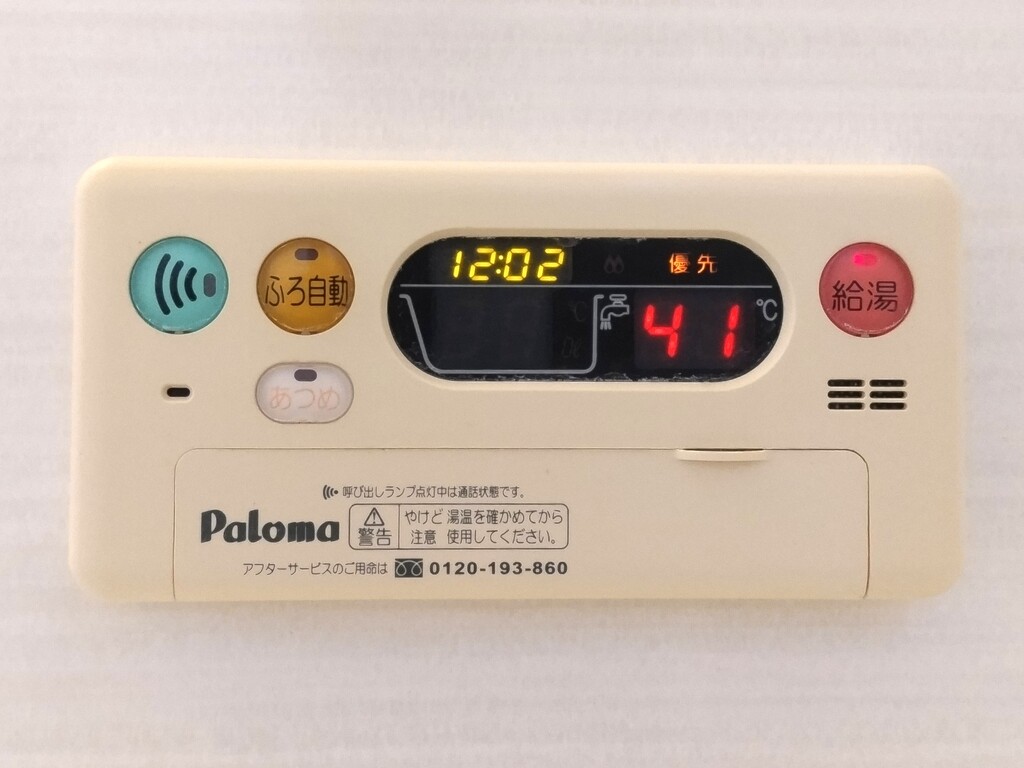 12:02 優先
ふろ自動
41 ℃
給湯
あつめ
呼び出しランプ点灯中は通話状態です。
Paloma
警告
やけど 湯温を確かめてから
注意 使用してください。
アフターサービスのご用命は 0120-193-860